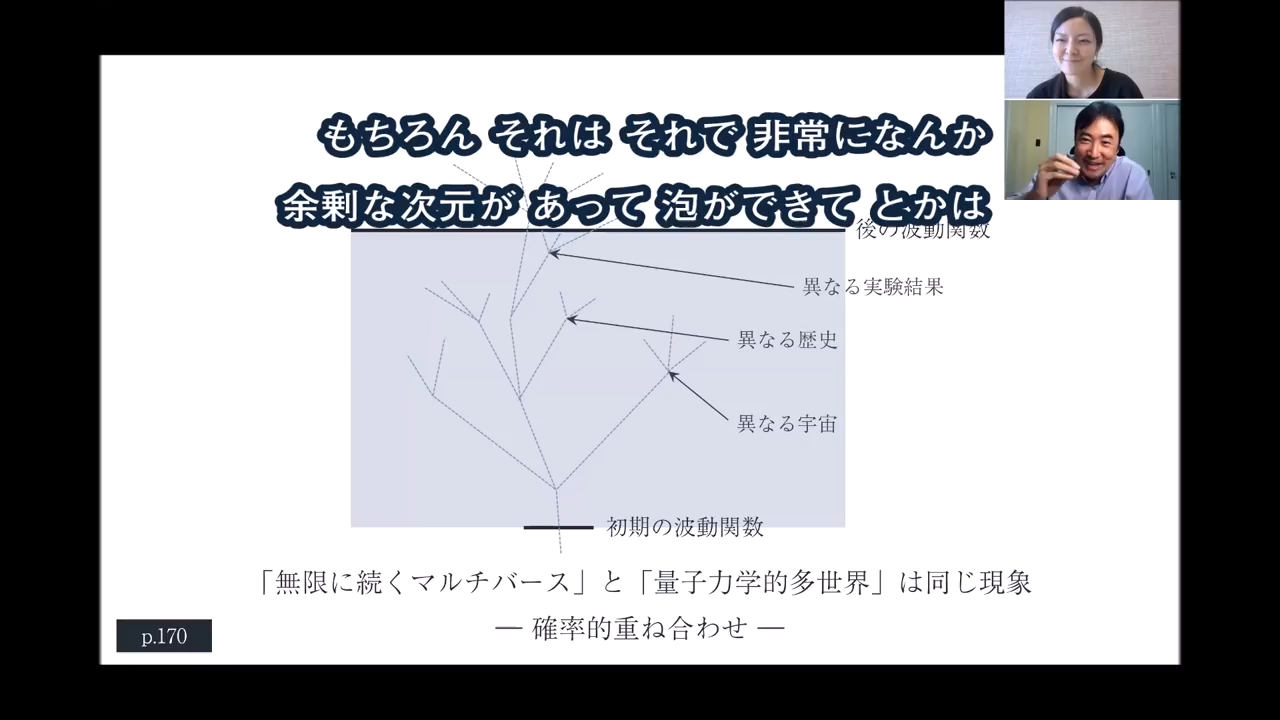 もちろん それは それで 非常になんか
余剰な次元が あって 泡ができて とかは
後の波動関数
異なる実験結果
異なる歴史
異なる宇宙
初期の波動関数
「無限に続くマルチバース」と「量子力学的多世界」は同じ現象
― 確率的重ね合わせ ―
p.170